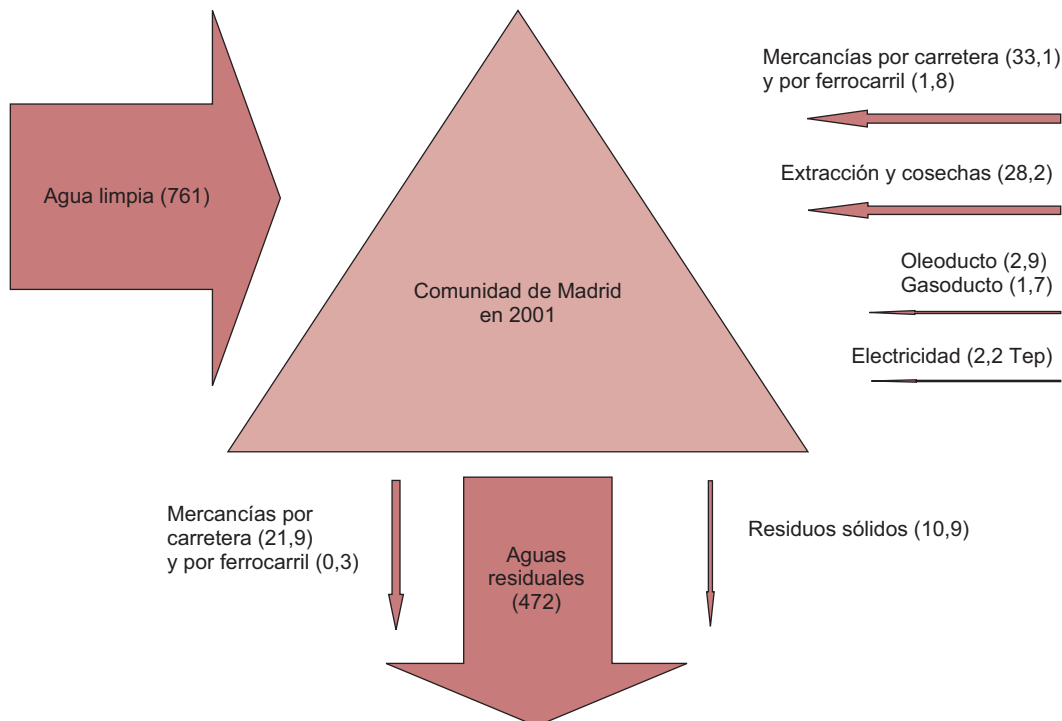 Mercancías por carretera (33,1)
y por ferrocarril (1,8)
Agua limpia (761)
Extracción y cosechas (28,2)
Oleoducto (2,9)
Gasoducto (1,7)
Comunidad de Madrid
en 2001
Electricidad (2,2 Tep)
Mercancías por
carretera (21,9)
y por ferrocarril (0,3)
Aguas
residuales
(472)
Residuos sólidos (10,9)